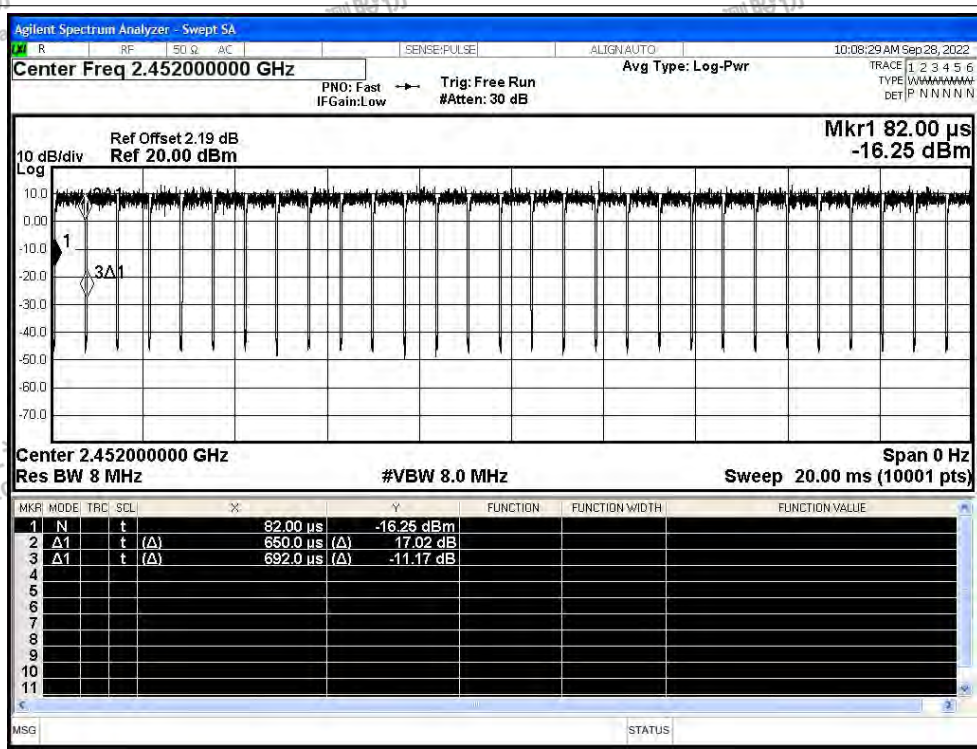 Agilent Spectrum Analyzer - Swept SA
LXI R RF 50 Ω AC SENSE:PULSE ALIGN AUTO 10:08:29 AM Sep 28, 2022
Center Freq 2.452000000 GHz
PNO: Fast Trig: Free Run Avg Type: Log-Pwr TRACE 1 2 3 4 5 6
IFGain:Low #Atten: 30 dB TYPE WWWWWW
DET P N N N N N
Ref Offset 2.19 dB Mkr1 82.00 µs
10 dB/div Ref 20.00 dBm -16.25 dBm
Log
10.0 2Δ1
0.00
-10.0 1
-20.0 3Δ1
-30.0
-40.0
-50.0
-60.0
-70.0
Center 2.452000000 GHz Span 0 Hz
Res BW 8 MHz #VBW 8.0 MHz Sweep 20.00 ms (10001 pts)
MKR MODE TRC SCL X Y FUNCTION FUNCTION WIDTH FUNCTION VALUE
1 N t 82.00 µs -16.25 dBm
2 Δ1 t (Δ) 650.0 µs (Δ) 17.02 dB
3 Δ1 t (Δ) 692.0 µs (Δ) -11.17 dB
4
5
6
7
8
9
10
11
MSG STATUS